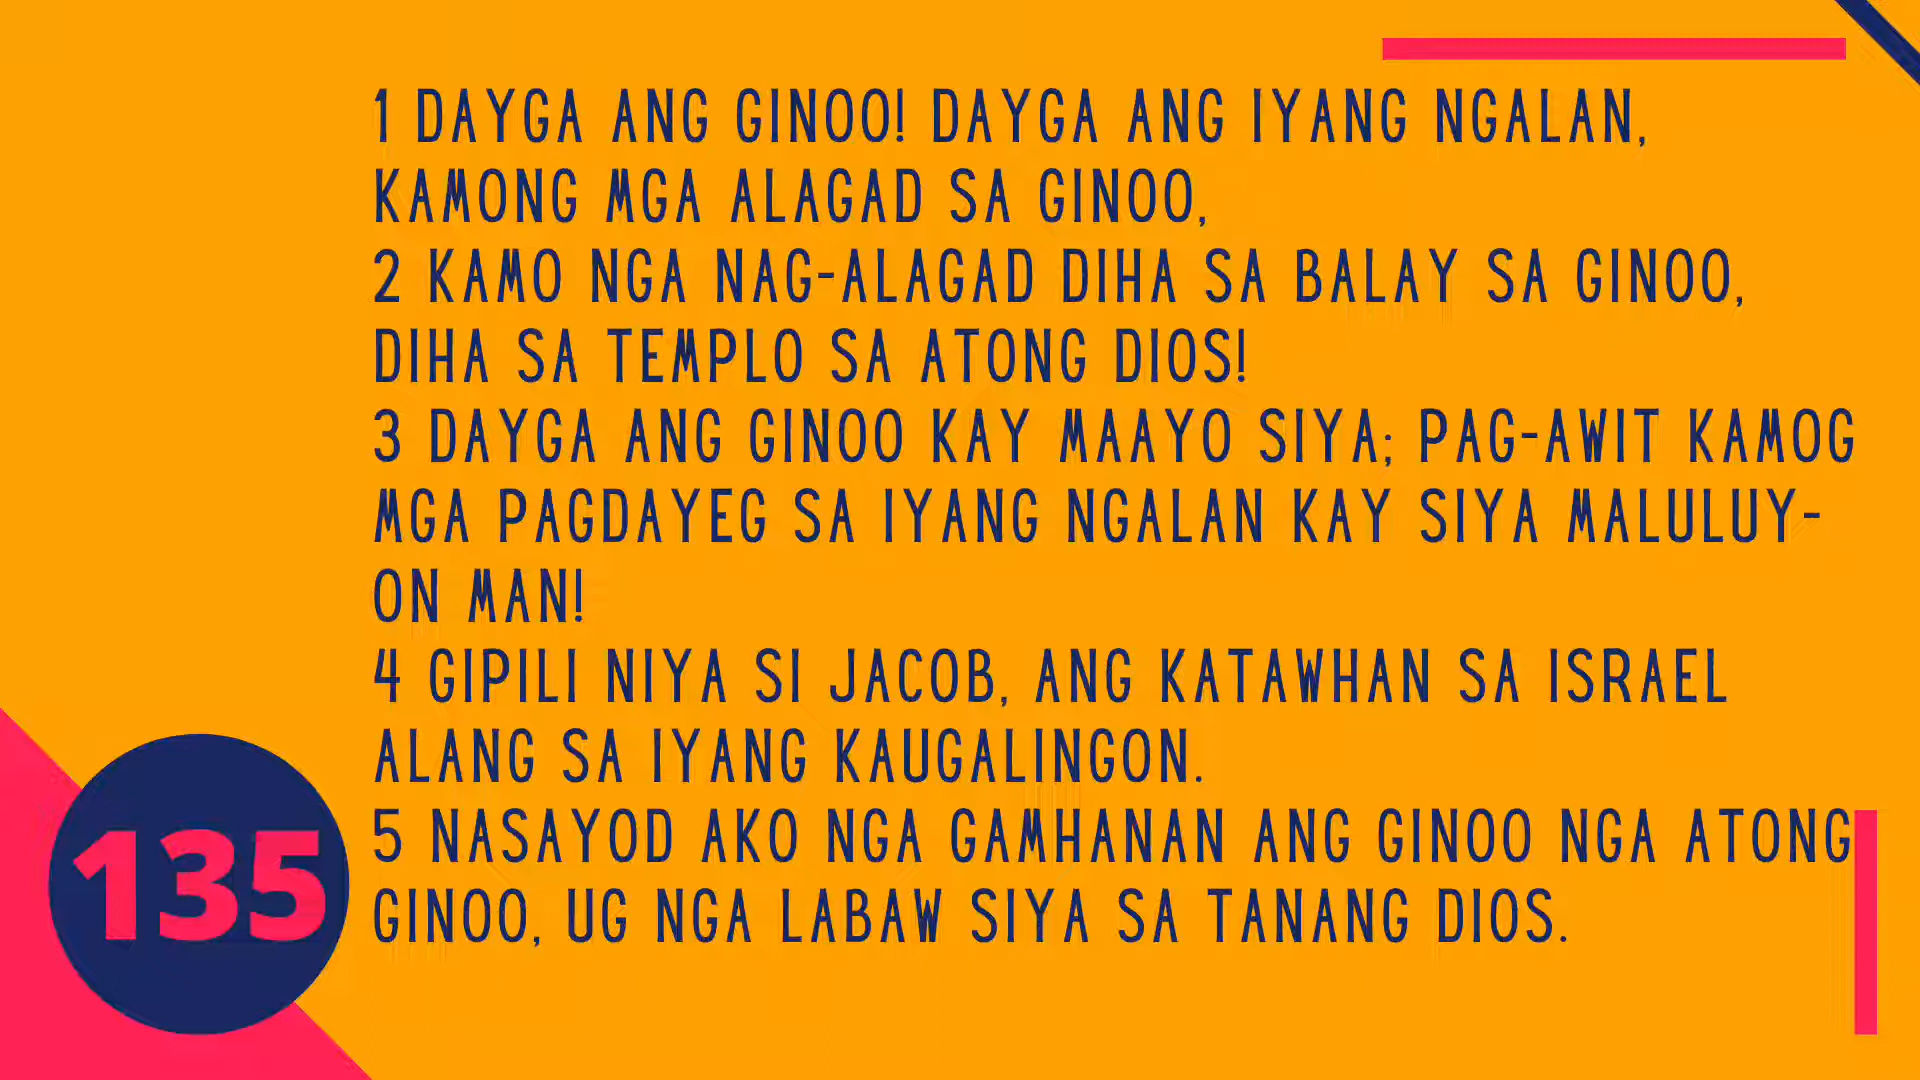 1 DAYGA ANG GINOO! DAYGA ANG IYANG NGALAN,
KAMONG MGA ALAGAD SA GINOO,
2 KAMO NGA NAG-ALAGAD DIHA SA BALAY SA GINOO,
DIHA SA TEMPLO SA ATONG DIOS!
3 DAYGA ANG GINOO KAY MAAYO SIYA; PAG-AWIT KAMOG
MGA PAGDAYEG SA IYANG NGALAN KAY SIYA MALULUY-
ON MAN!
4 GIPILI NIYA SI JACOB, ANG KATAWHAN SA ISRAEL
ALANG SA IYANG KAUGALINGON.
5 NASAYOD AKO NGA GAMHANAN ANG GINOO NGA ATONG
GINOO, UG NGA LABAW SIYA SA TANANG DIOS.
135